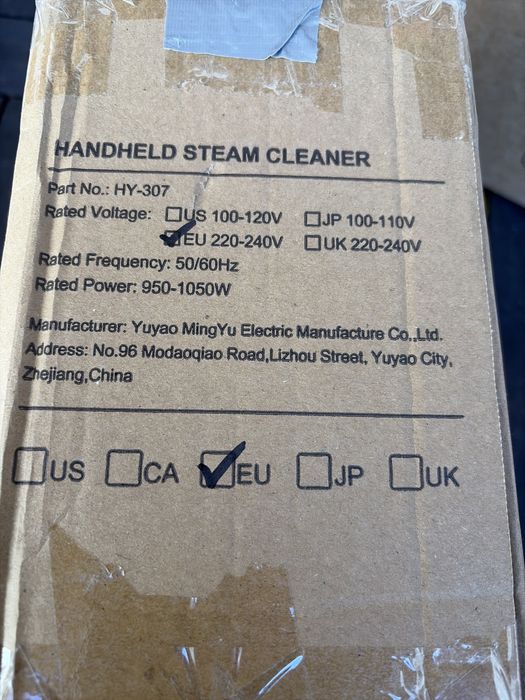 HANDHELD STEAM CLEANER
Part No.: HY-307
Rated Voltage: ☐US 100-120V ☐JP 100-110V
☑EU 220-240V ☐UK 220-240V
Rated Frequency: 50/60Hz
Rated Power: 950-1050W
Manufacturer: Yuyao MingYu Electric Manufacture Co.,Ltd.
Address: No.96 Modaoqiao Road,Lizhou Street, Yuyao City,
Zhejiang,China
☐US ☐CA ☑EU ☐JP ☐UK